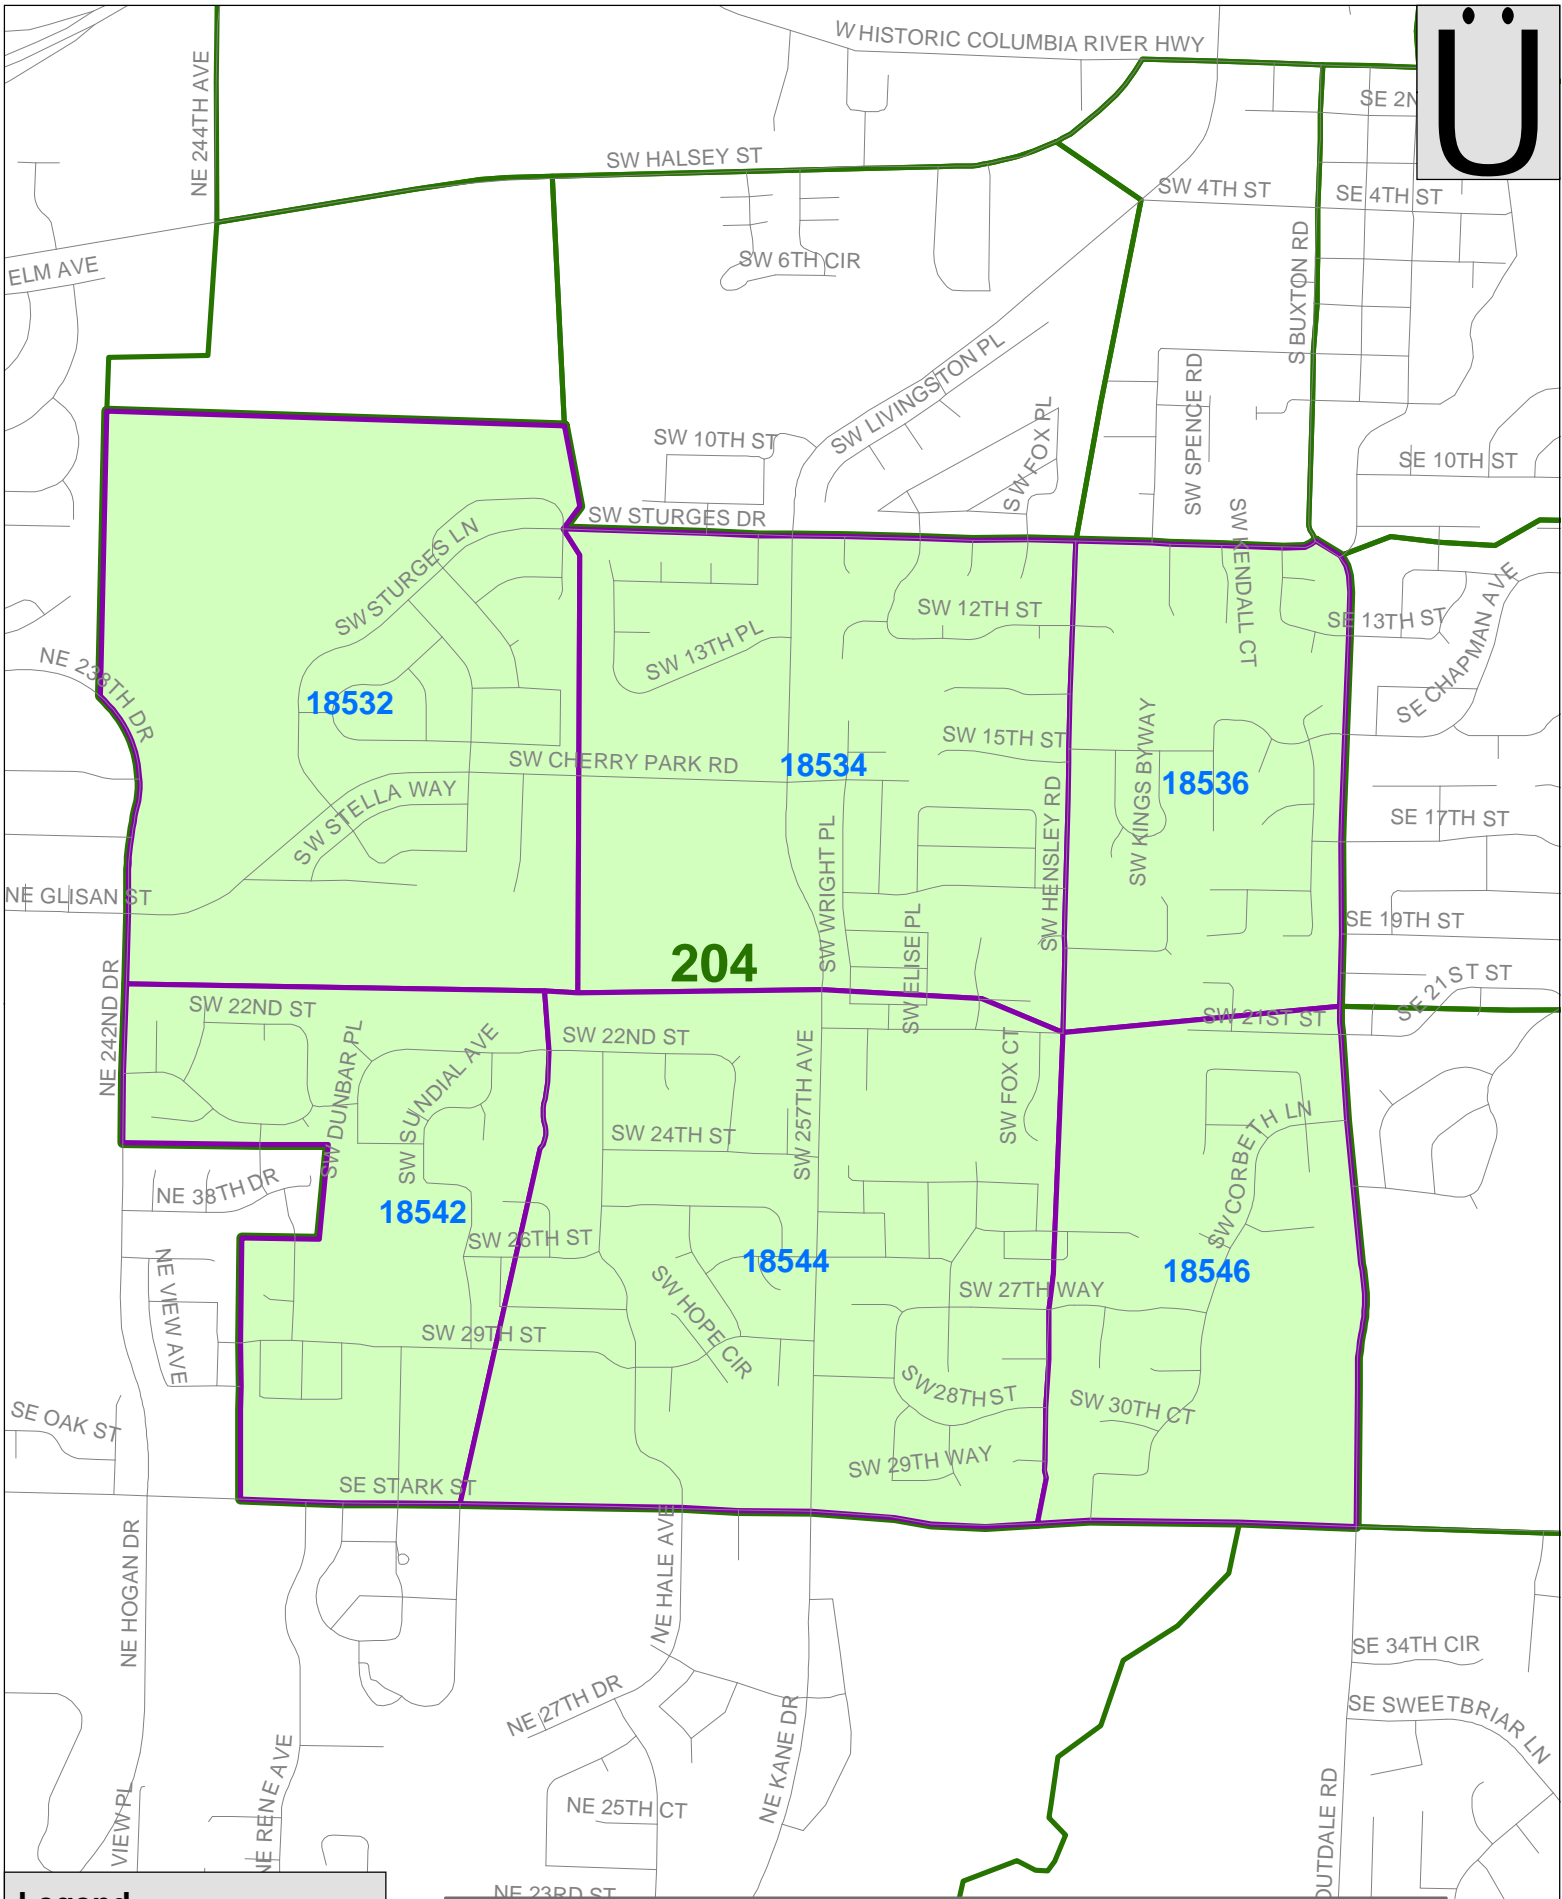 W HISTORIC COLUMBIA RIVER HWY
Ü
NE 244TH AVE
SE 2N
SW HALSEY ST
SW 4TH ST
SE 4TH ST
ELM AVE
SW 6TH CIR
S BUXTON RD
SW LIVINGSTON PL
SW SPENCE RD
SW FOX PL
SW 10TH ST
SE 10TH ST
SW STURGES DR
SW KENDALL CT
SW STURGES LN
SW 12TH ST
SE 13TH ST
SE CHAPMAN AVE
SW 13TH PL
NE 238TH DR
18532
SW 15TH ST
SW CHERRY PARK RD
18534
SW KINGS BYWAY
18536
SW STELLA WAY
SW HENSLEY RD
SE 17TH ST
SW WRIGHT PL
NE GLISAN ST
SW ELISE PL
SE 19TH ST
204
NE 242ND DR
SE 21ST ST
SW 22ND ST
SW 21ST ST
SW 22ND ST
SW DUNBAR PL
SW SUNDIAL AVE
SW 257TH AVE
SW FOX CT
SW 24TH ST
SW CORBETH LN
NE 38TH DR
18542
SW 26TH ST
18544
18546
NE VIEW AVE
SW HOPE CIR
SW 27TH WAY
SW 29TH ST
SW 28TH ST
SW 30TH CT
SE OAK ST
SW 29TH WAY
SE STARK ST
NE HOGAN DR
NE HALE AVE
SE 34TH CIR
NE 27TH DR
SE SWEETBRIAR LN
NE KANE DR
NE RENE AVE
VIEW PL
NE 25TH CT
OUTDALE RD
NE 23RD ST
Legend